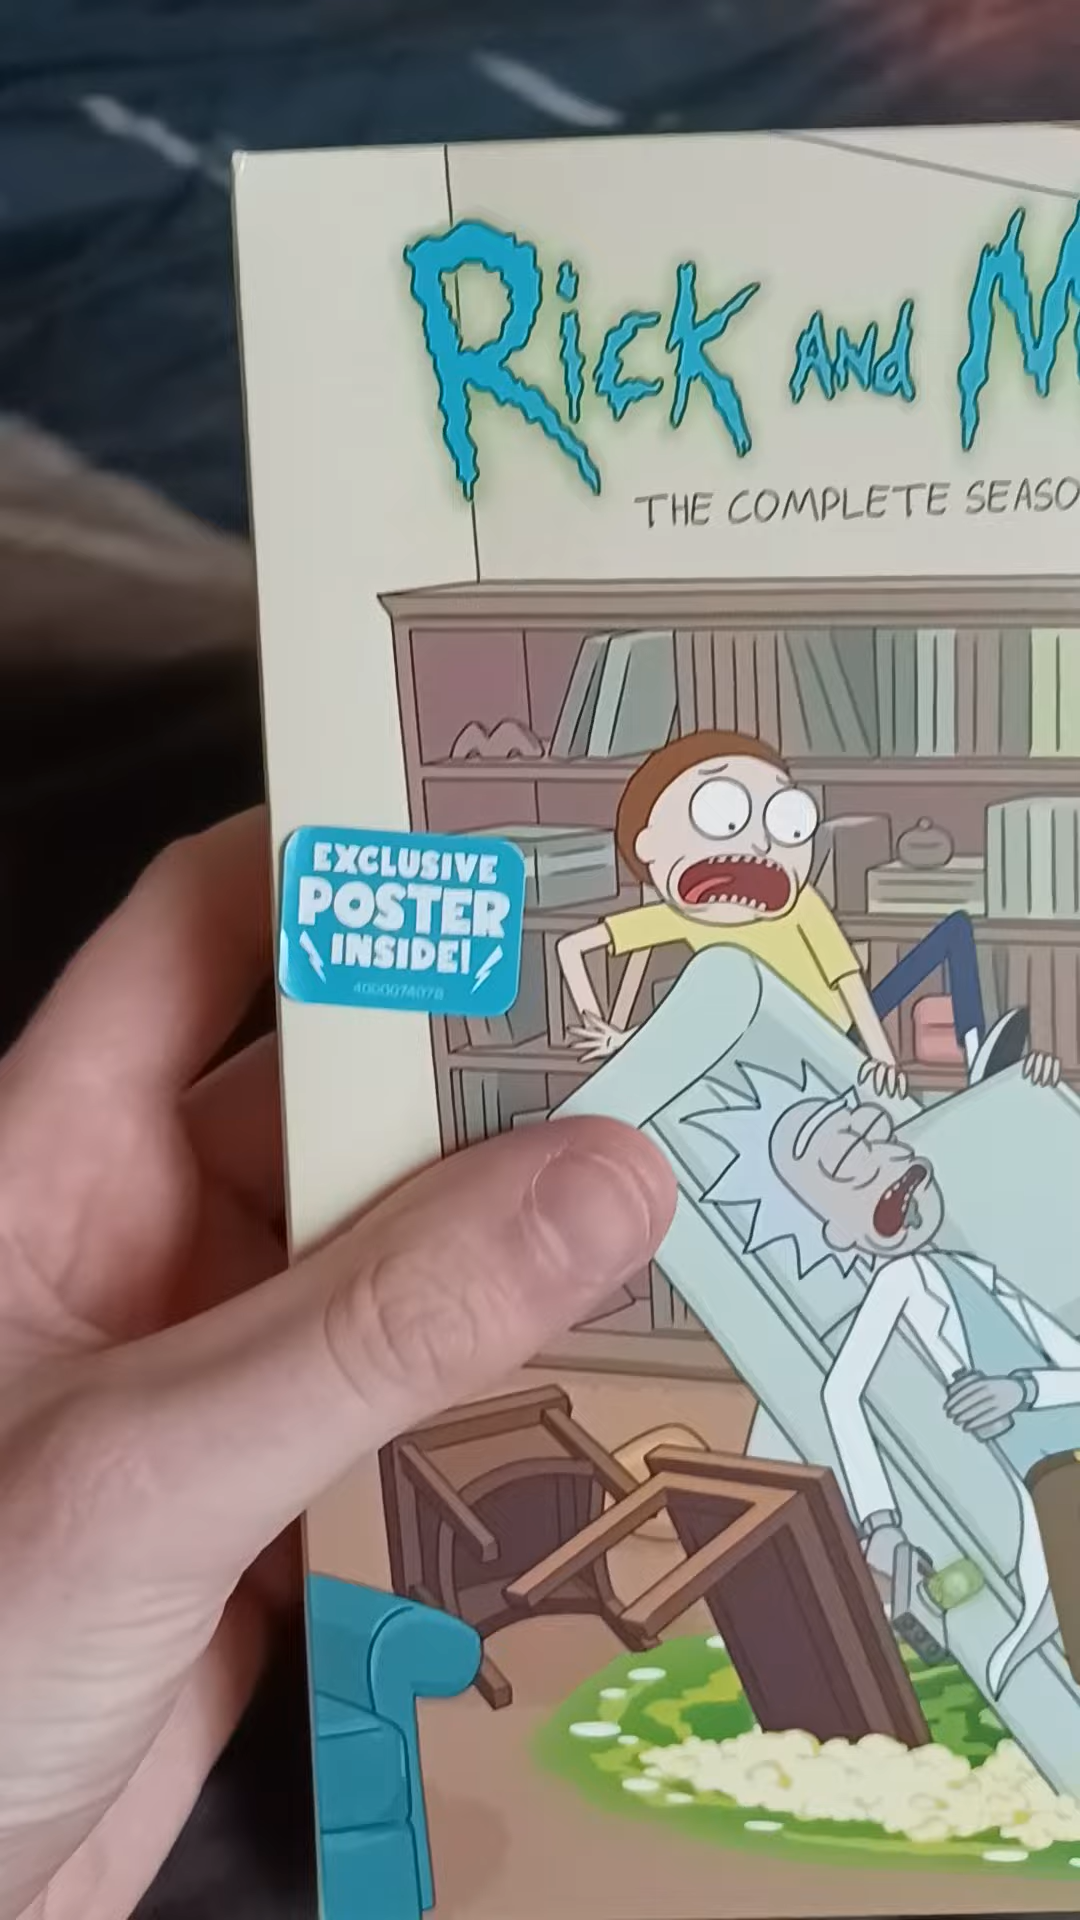 RICK AND M
THE COMPLETE SEASO
EXCLUSIVE
POSTER
INSIDE!